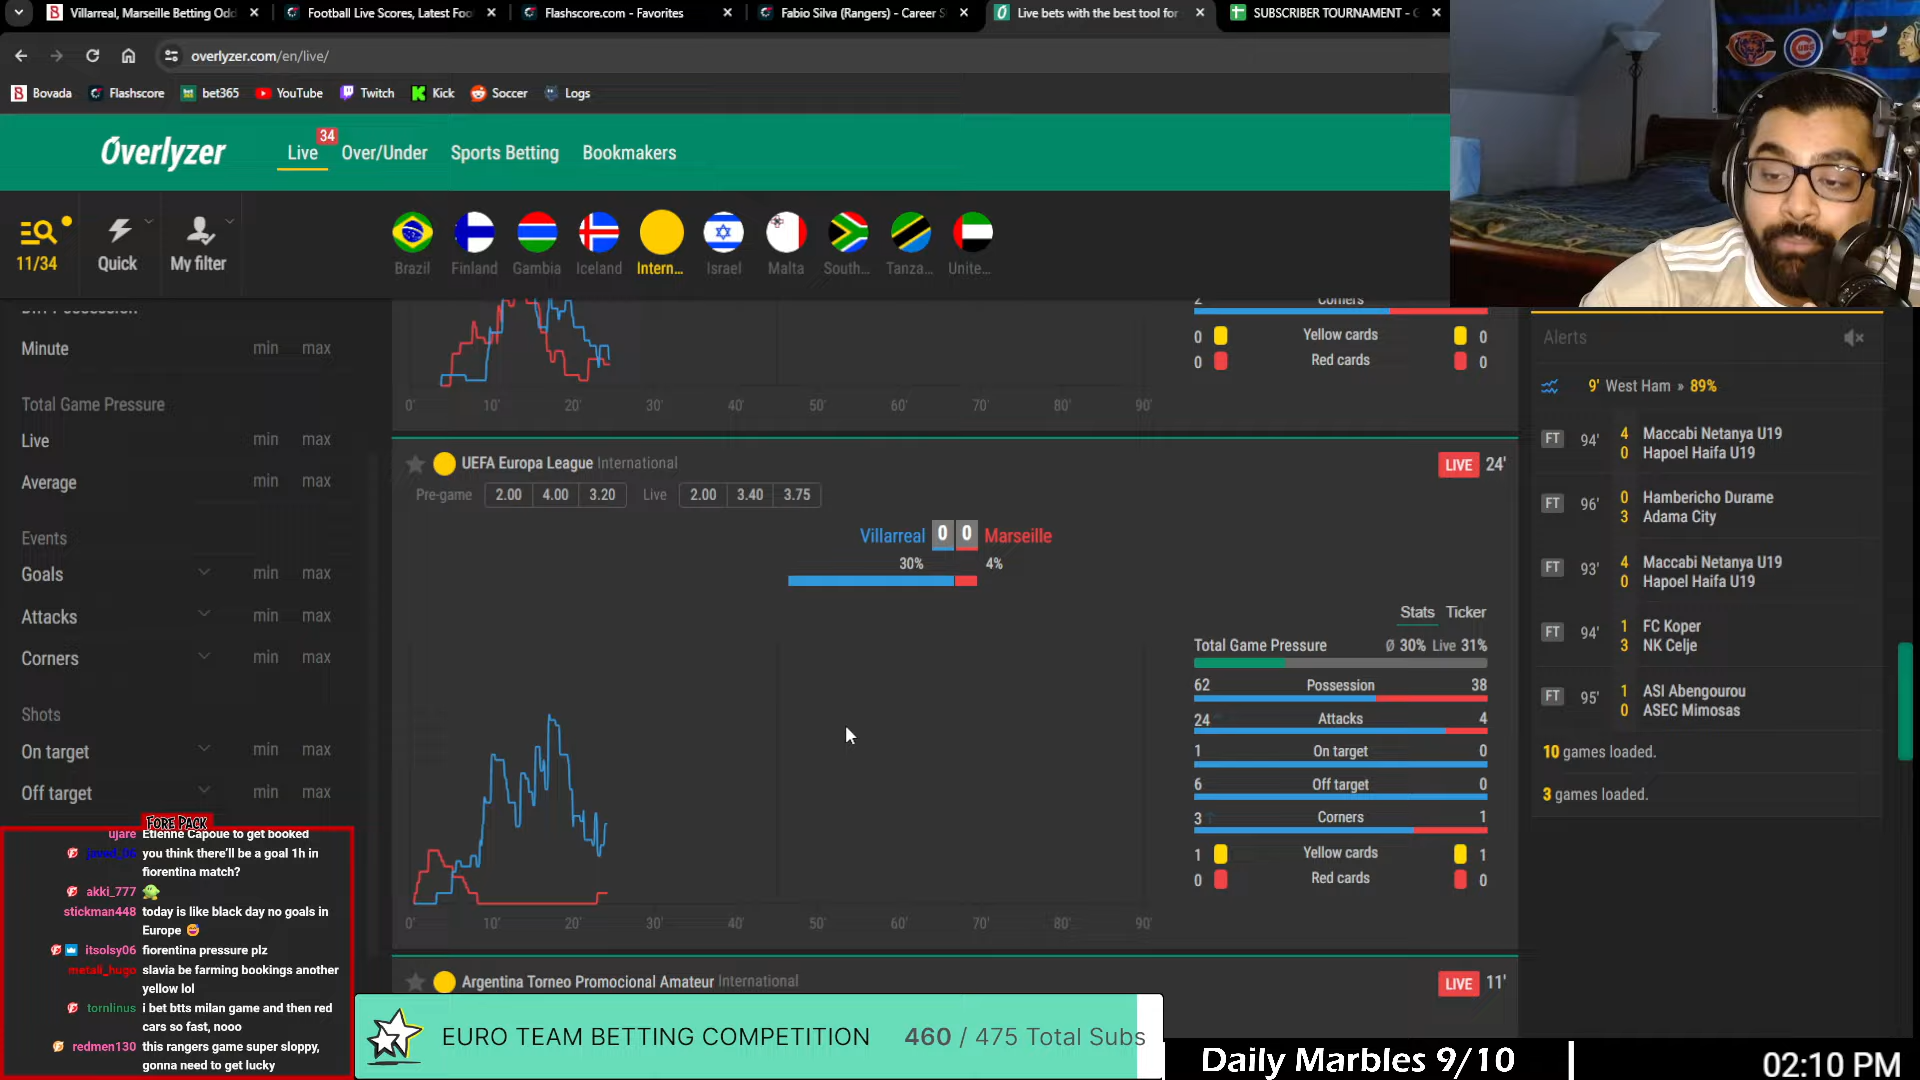 Villarreal, Marseille Betting Od
Football Live Scores, Latest Foo
Flashscore.com - Favorites
Fabio Silva (Rangers) - Career S
Live bets with the best tool for
SUBSCRIBER TOURNAMENT - G
overlyzer.com/en/live/
Bovada
Flashscore
bet365
YouTube
Twitch
Kick
Soccer
Logs
Overlyzer
Live
34
Over/Under
Sports Betting
Bookmakers
11/34
Quick
My filter
Brazil
Finland
Gambia
Iceland
Intern...
Israel
Malta
South...
Tanza...
Unite...
Minute
min max
Total Game Pressure
Live
min max
Average
min max
Events
Goals
min max
Attacks
min max
Corners
min max
Shots
On target
min max
Off target
min max
2 Corners
0 Yellow cards 0
0 Red cards 0
0' 10' 20' 30' 40' 50' 60' 70' 80' 90'
UEFA Europa League International
LIVE 24'
Pre-game 2.00 4.00 3.20 Live 2.00 3.40 3.75
Villarreal 0 0 Marseille
30% 4%
Stats Ticker
Total Game Pressure Ø 30% Live 31%
62 Possession 38
24 Attacks 4
1 On target 0
6 Off target 0
3 Corners 1
1 Yellow cards 1
0 Red cards 0
0' 10' 20' 30' 40' 50' 60' 70' 80' 90'
Argentina Torneo Promocional Amateur International
LIVE 11'
Alerts
9' West Ham » 89%
FT 94' 4 Maccabi Netanya U19
0 Hapoel Haifa U19
FT 96' 0 Hambericho Durame
3 Adama City
FT 93' 4 Maccabi Netanya U19
0 Hapoel Haifa U19
FT 94' 1 FC Koper
3 NK Celje
FT 95' 1 ASI Abengourou
0 ASEC Mimosas
10 games loaded.
3 games loaded.
FORE PACK
ujare Etienne Capoue to get booked
you think there'll be a goal 1h in
fiorentina match?
akki_777
stickman448 today is like black day no goals in
Europe
itsolsy06 fiorentina pressure plz
metali_hugo slavia be farming bookings another
yellow lol
tornlinus i bet btts milan game and then red
cars so fast, nooo
redmen130 this rangers game super sloppy,
gonna need to get lucky
EURO TEAM BETTING COMPETITION 460 / 475 Total Subs
Daily Marbles 9/10
02:10 PM